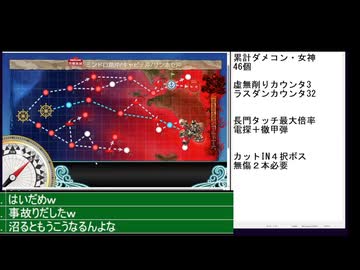 累計ダメコン・女神
46個
虚無削りカウンタ3
ラスダンカウンタ32
長門タッチ最大倍率
電探+徹甲弾
カットIN4択ボス
無傷2本必要
. はいだめw
. 事故りだしたw
. 沼るともうこうなるんよな